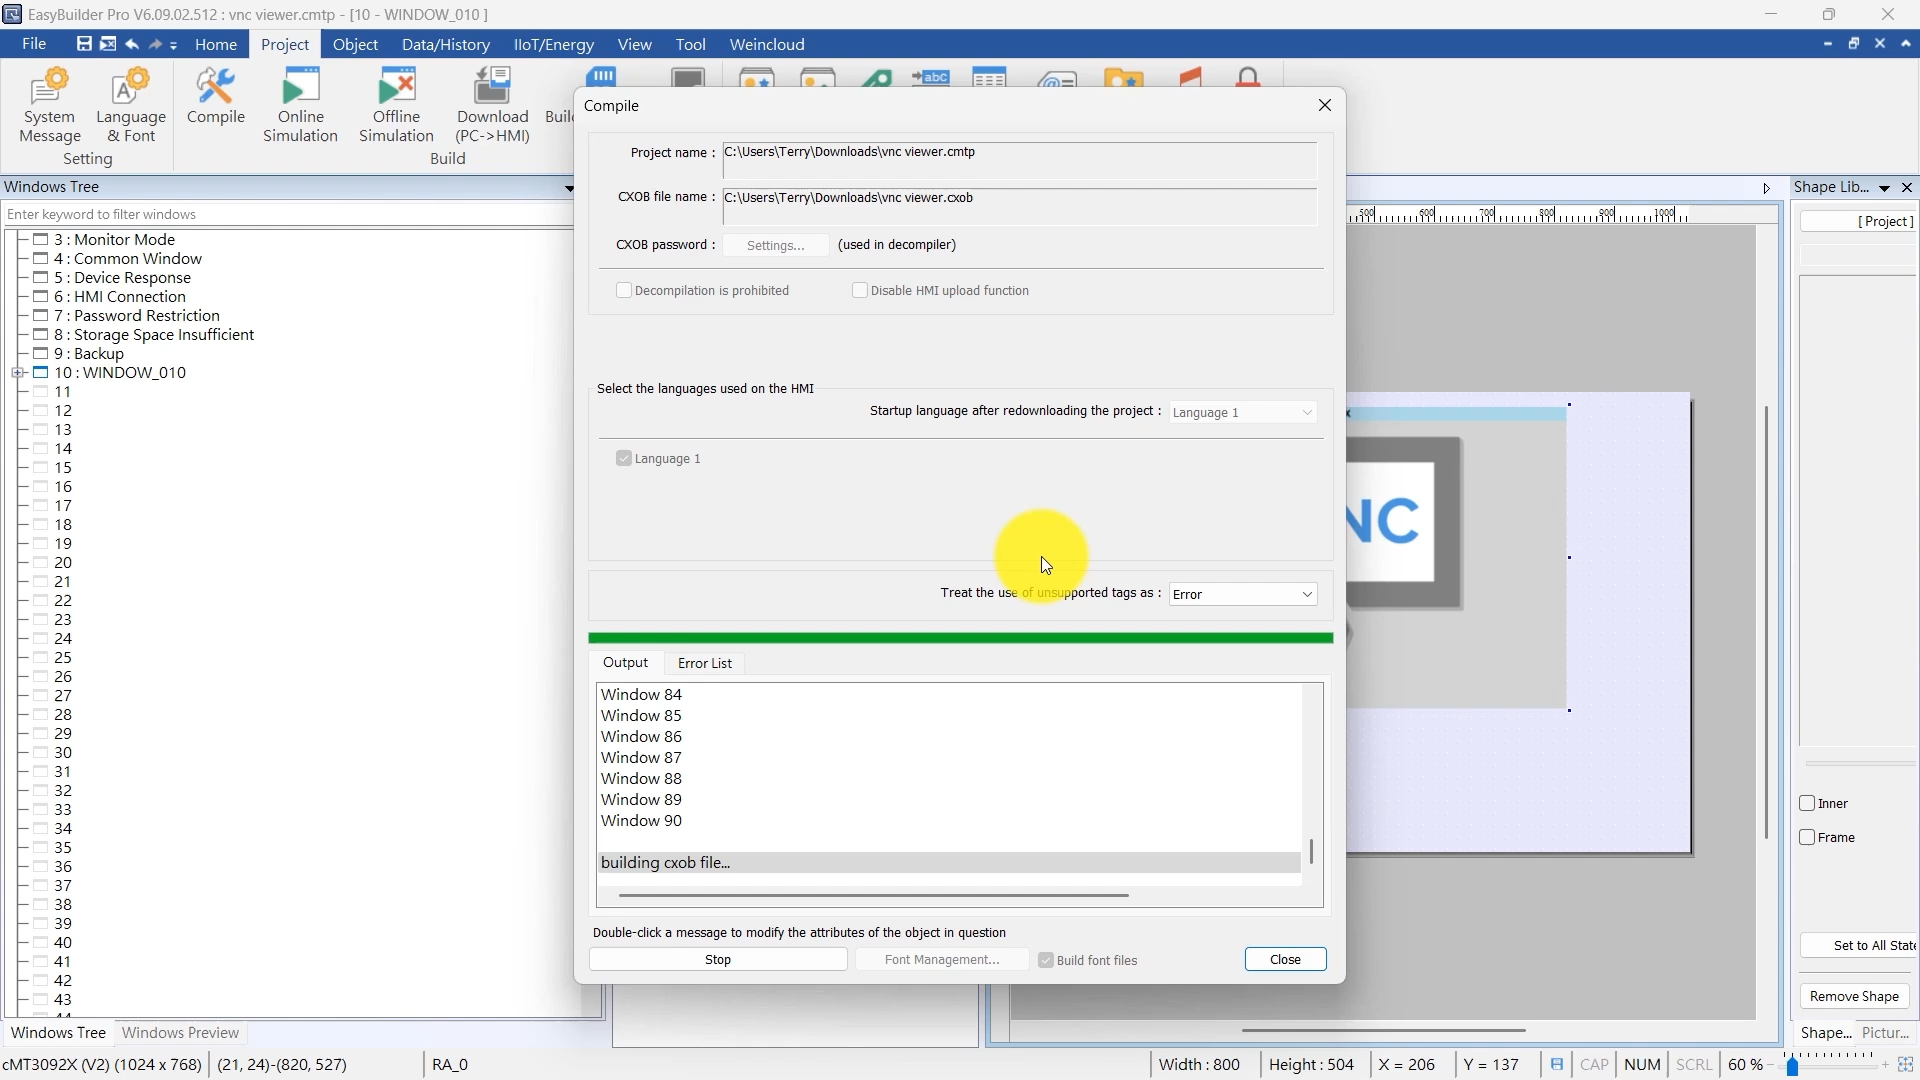 EasyBuilder Pro V6.09.02.512 : vnc viewer.cmtp - [10 - WINDOW_010 ]
File Home Project Object Data/History IIoT/Energy View Tool Weincloud
System Message
Language & Font
Compile
Online Simulation
Offline Simulation
Download (PC->HMI)
Setting
Build
abc
Windows Tree
Enter keyword to filter windows
3 : Monitor Mode
4 : Common Window
5 : Device Response
6 : HMI Connection
7 : Password Restriction
8 : Storage Space Insufficient
9 : Backup
10 : WINDOW_010
11
12
13
14
15
16
17
18
19
20
21
22
23
24
25
26
27
28
29
30
31
32
33
34
35
36
37
38
39
40
41
42
43
Windows Tree Windows Preview
Compile
Project name : C:\Users\Terry\Downloads\vnc viewer.cmtp
CXOB file name : C:\Users\Terry\Downloads\vnc viewer.cxob
CXOB password : Settings... (used in decompiler)
Decompilation is prohibited Disable HMI upload function
Select the languages used on the HMI
Startup language after redownloading the project : Language 1
Language 1
Treat the use of unsupported tags as : Error
Output Error List
Window 84
Window 85
Window 86
Window 87
Window 88
Window 89
Window 90
building cxob file...
Double-click a message to modify the attributes of the object in question
Stop Font Management... Build font files Close
500 600 700 800 900 1000
NC
Shape Lib...
[ Project ]
Inner
Frame
Set to All State
Remove Shape
Shape... Pictur...
cMT3092X (V2) (1024 x 768) (21, 24)-(820, 527) RA_0 Width : 800 Height : 504 X = 206 Y = 137 CAP NUM SCRL 60 %